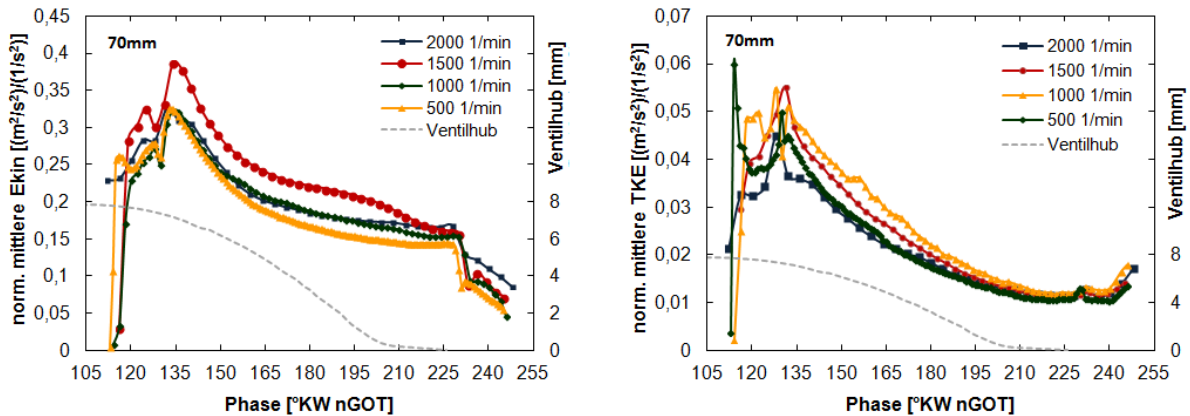 0,45
0,4
0,35
0,3
0,25
0,2
0,15
0,1
0,05
0
norm. mittlere Ekin [(m²/s²)/(1/s²)]
70mm
2000 1/min
1500 1/min
1000 1/min
500 1/min
Ventilhub
8
6
4
2
0
Ventilhub [mm]
105 120 135 150 165 180 195 210 225 240 255
Phase [°KW nGOT]
0,07
0,06
0,05
0,04
0,03
0,02
0,01
0,00
norm. mittlere TKE [(m²/s²)/(1/s²)]
70mm
2000 1/min
1500 1/min
1000 1/min
500 1/min
Ventilhub
8
4
0
Ventilhub [mm]
105 120 135 150 165 180 195 210 225 240 255
Phase [°KW nGOT]